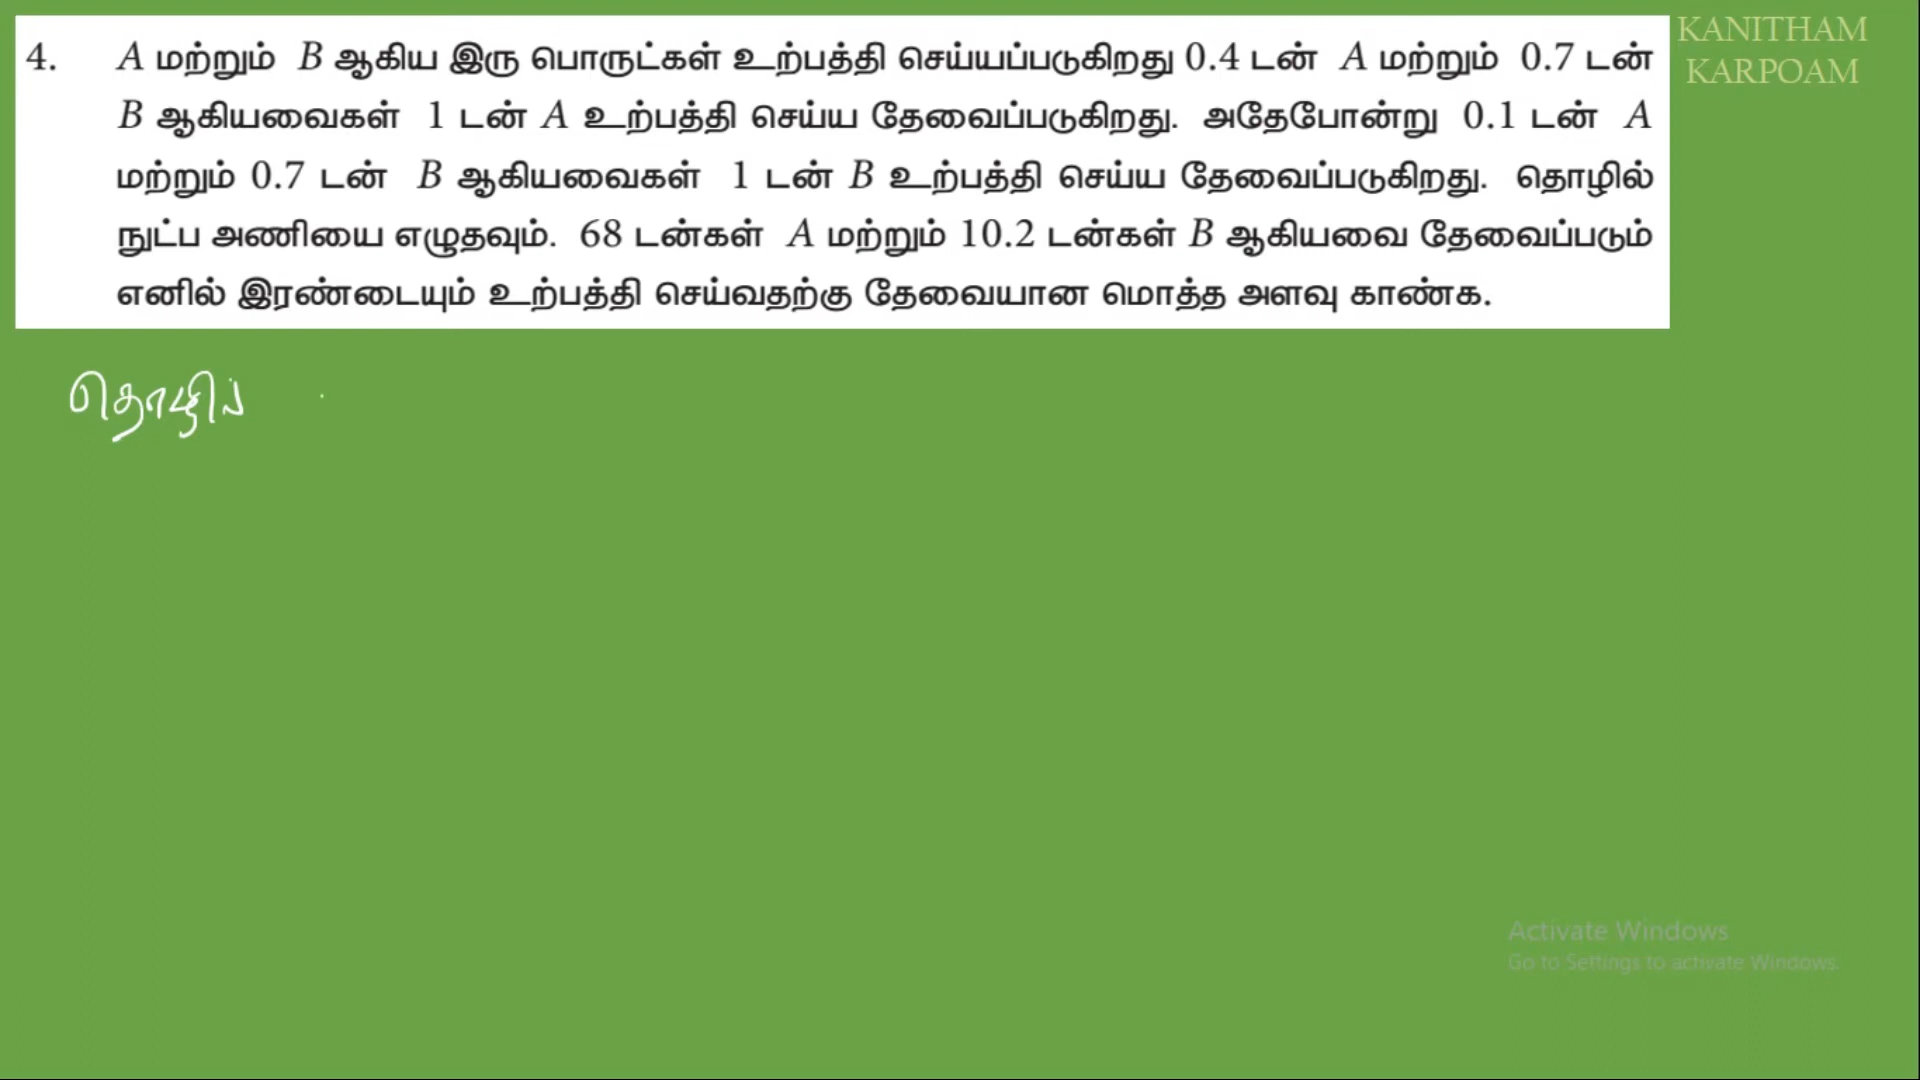 KANITHAM
KARPOAM
4. A மற்றும் B ஆகிய இரு பொருட்கள் உற்பத்தி செய்யப்படுகிறது 0.4 டன் A மற்றும் 0.7 டன்
B ஆகியவைகள் 1 டன் A உற்பத்தி செய்ய தேவைப்படுகிறது. அதேபோன்று 0.1 டன் A
மற்றும் 0.7 டன் B ஆகியவைகள் 1 டன் B உற்பத்தி செய்ய தேவைப்படுகிறது. தொழில்
நுட்ப அணியை எழுதவும். 68 டன்கள் A மற்றும் 10.2 டன்கள் B ஆகியவை தேவைப்படும்
எனில் இரண்டையும் உற்பத்தி செய்வதற்கு தேவையான மொத்த அளவு காண்க.
தொழில்
Activate Windows
Go to Settings to activate Windows.